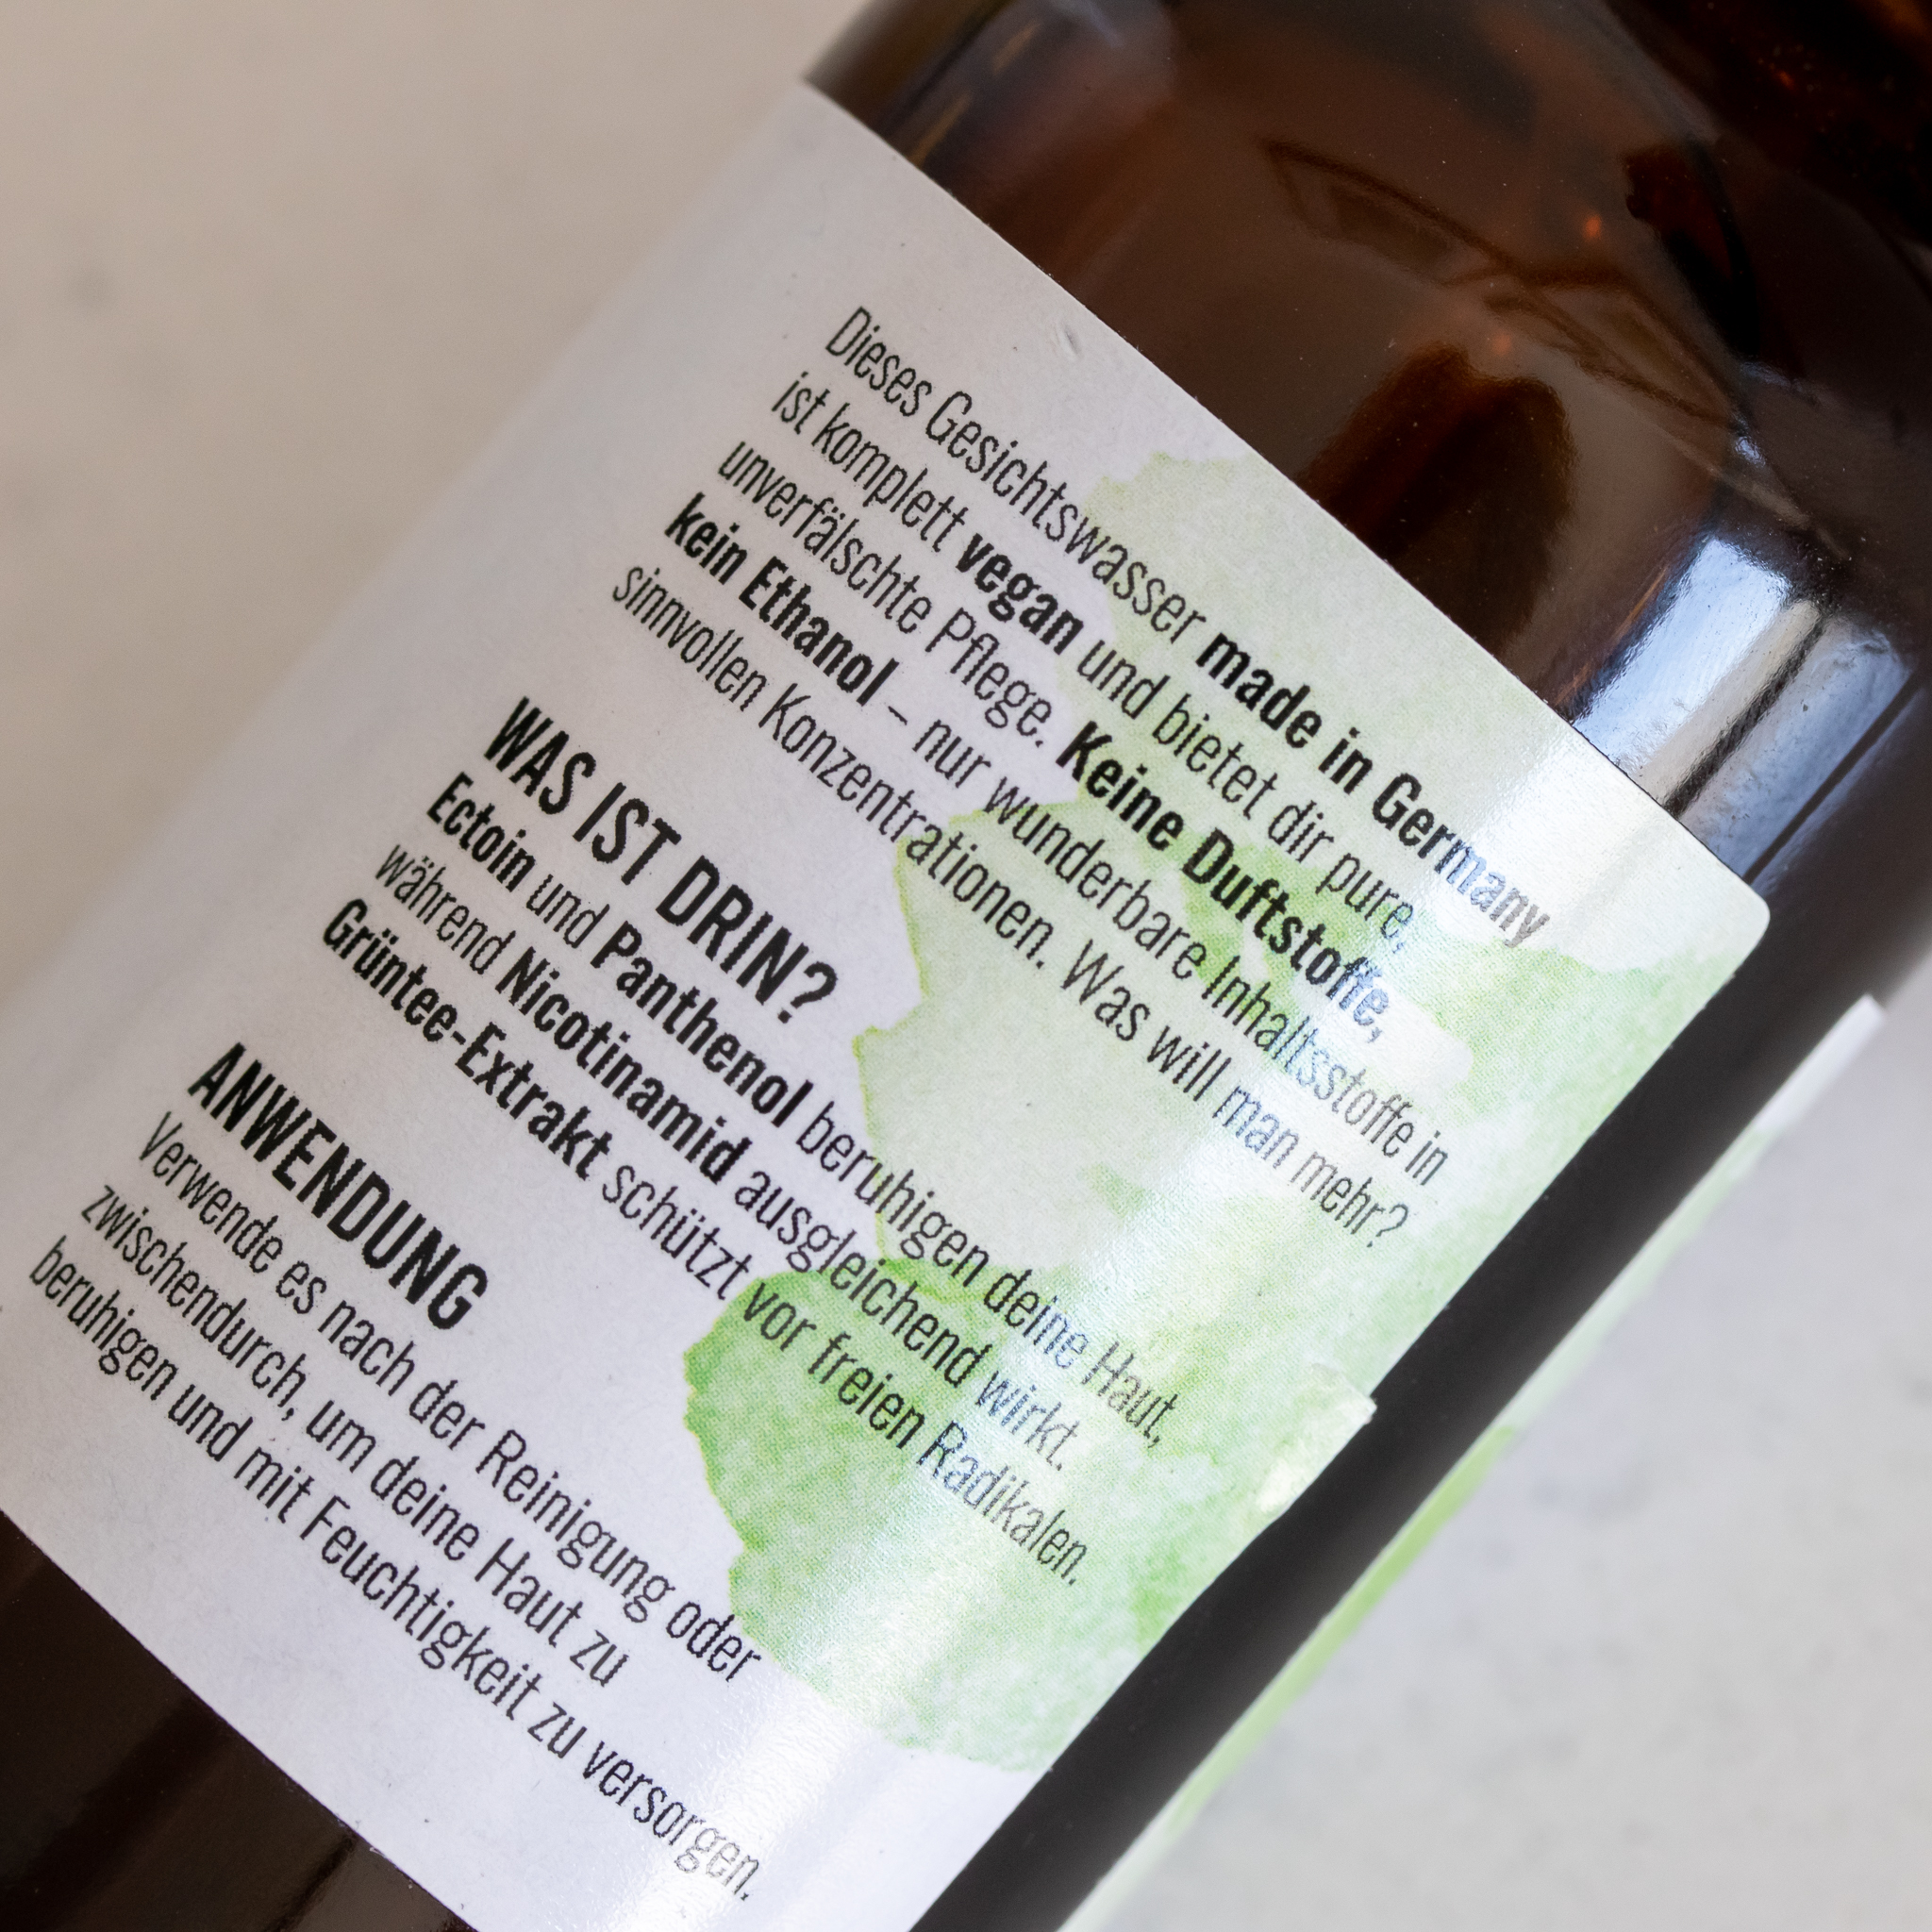 Dieses Gesichtswasser made in Germany
ist komplett vegan und bietet dir pure,
unverfälschte Pflege. Keine Duftstoffe,
kein Ethanol – nur wunderbare Inhaltsstoffe in
sinnvollen Konzentrationen. Was will man mehr?
WAS IST DRIN?
Ectoin und Panthenol beruhigen deine Haut,
während Nicotinamid ausgleichend wirkt.
Grüntee-Extrakt schützt vor freien Radikalen.
ANWENDUNG
Verwende es nach der Reinigung oder
zwischendurch, um deine Haut zu
beruhigen und mit Feuchtigkeit zu versorgen.